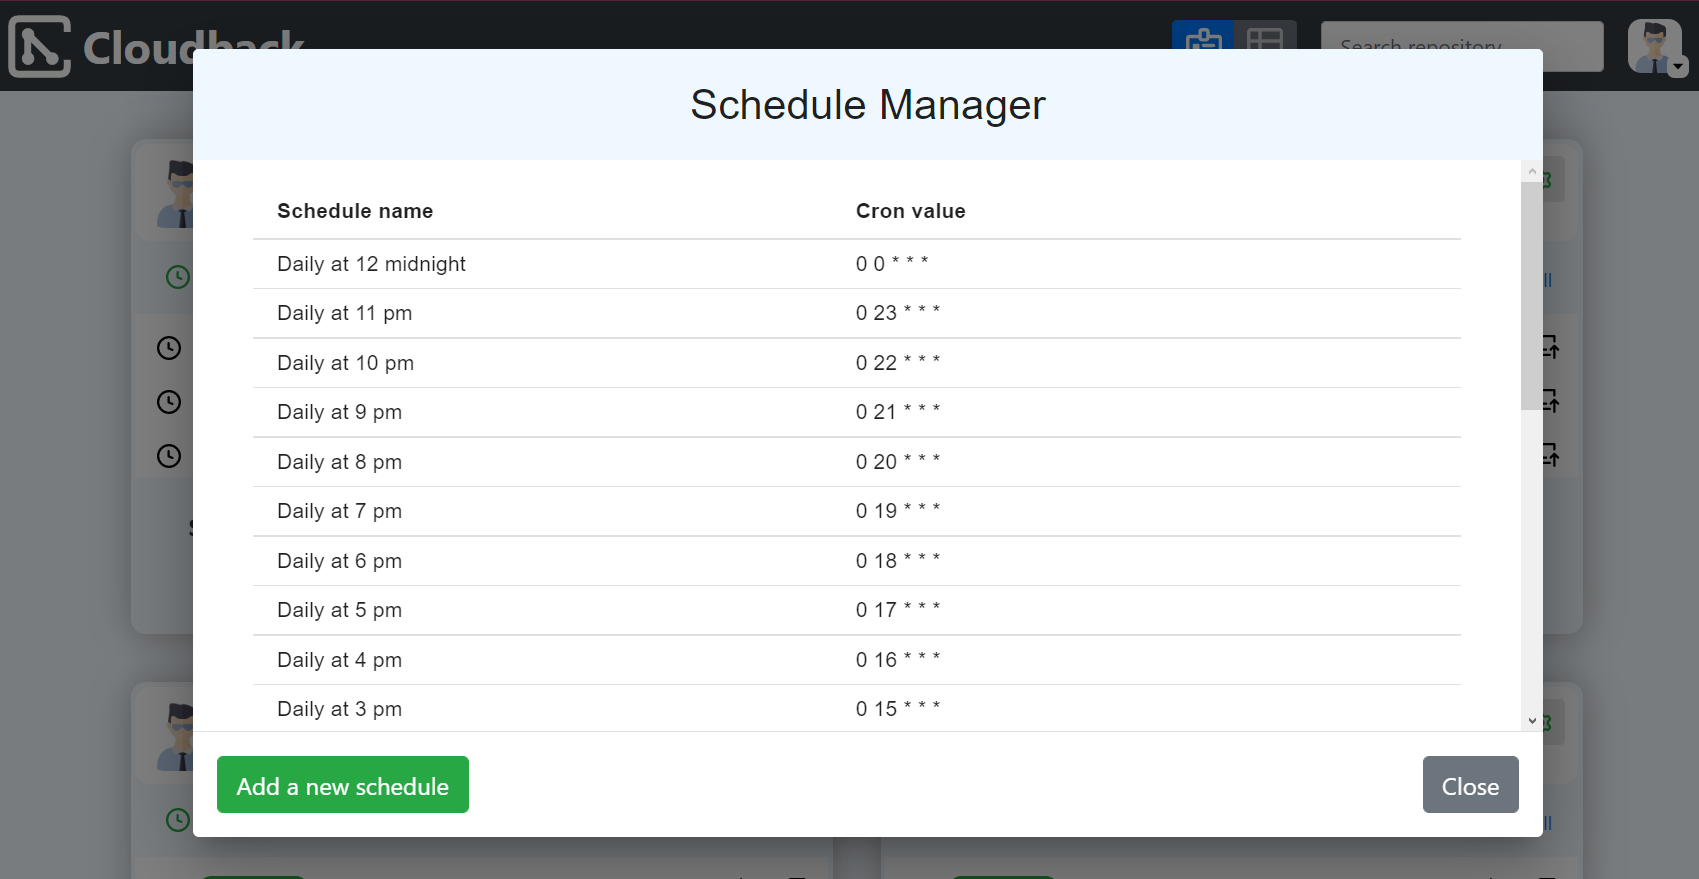 Cloudback
Search repository
Schedule Manager
Schedule name Cron value
Daily at 12 midnight 0 0 * * *
Daily at 11 pm 0 23 * * *
Daily at 10 pm 0 22 * * *
Daily at 9 pm 0 21 * * *
Daily at 8 pm 0 20 * * *
Daily at 7 pm 0 19 * * *
Daily at 6 pm 0 18 * * *
Daily at 5 pm 0 17 * * *
Daily at 4 pm 0 16 * * *
Daily at 3 pm 0 15 * * *
Add a new schedule Close